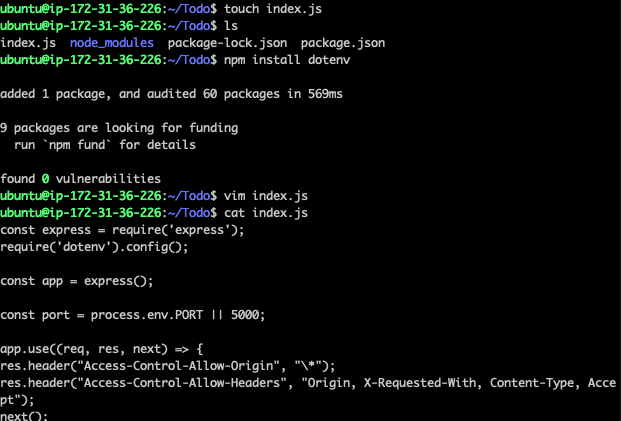 ubuntu@ip-172-31-36-226:~/Todo$ touch index.js
ubuntu@ip-172-31-36-226:~/Todo$ ls
index.js  node_modules  package-lock.json  package.json
ubuntu@ip-172-31-36-226:~/Todo$ npm install dotenv
added 1 package, and audited 60 packages in 569ms
9 packages are looking for funding
  run `npm fund` for details
found 0 vulnerabilities
ubuntu@ip-172-31-36-226:~/Todo$ vim index.js
ubuntu@ip-172-31-36-226:~/Todo$ cat index.js
const express = require('express');
require('dotenv').config();
const app = express();
const port = process.env.PORT || 5000;
app.use((req, res, next) => {
res.header("Access-Control-Allow-Origin", "\*");
res.header("Access-Control-Allow-Headers", "Origin, X-Requested-With, Content-Type, Acce
pt");
next();